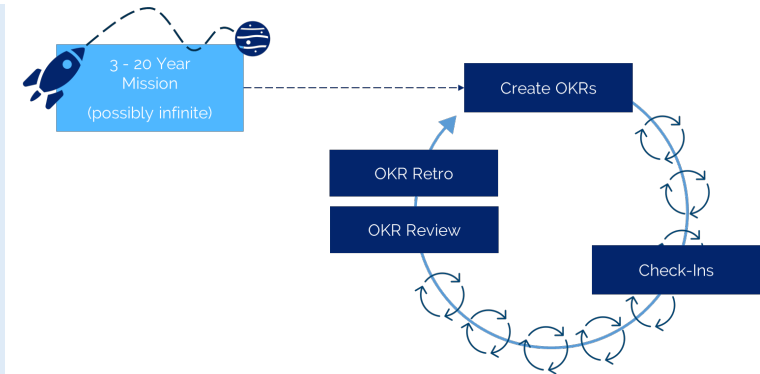 3 - 20 Year
Mission
(possibly infinite)
Create OKRs
OKR Retro
OKR Review
Check-Ins